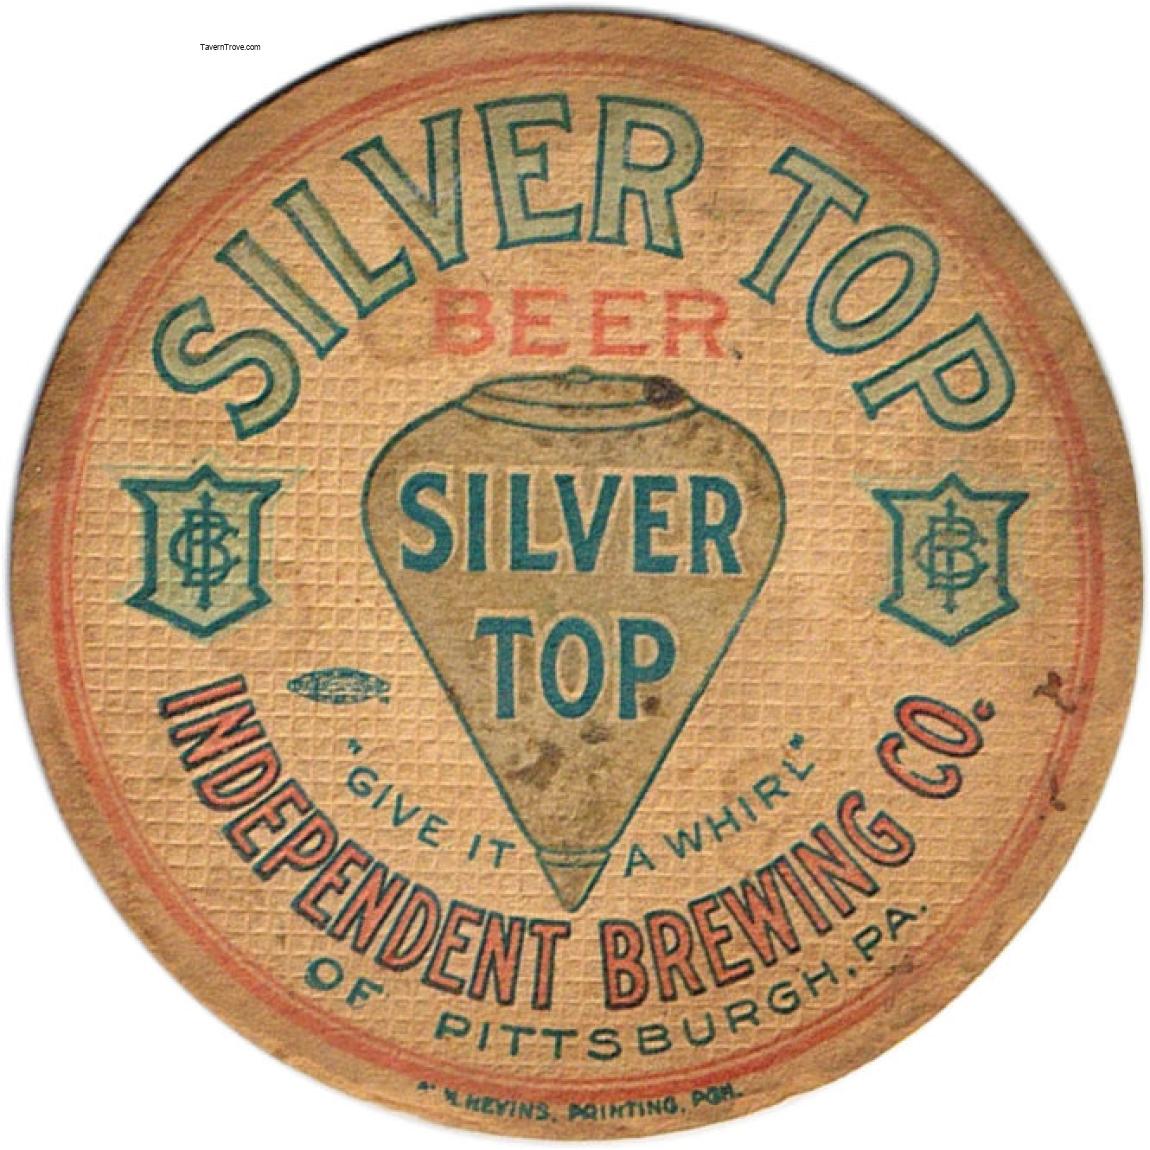 TavernTrove.com
SILVER TOP
BEER
SILVER
TOP
"GIVE IT A WHIRL"
INDEPENDENT BREWING CO.
OF PITTSBURGH, PA.
NEVINS, PRINTING, PGH.